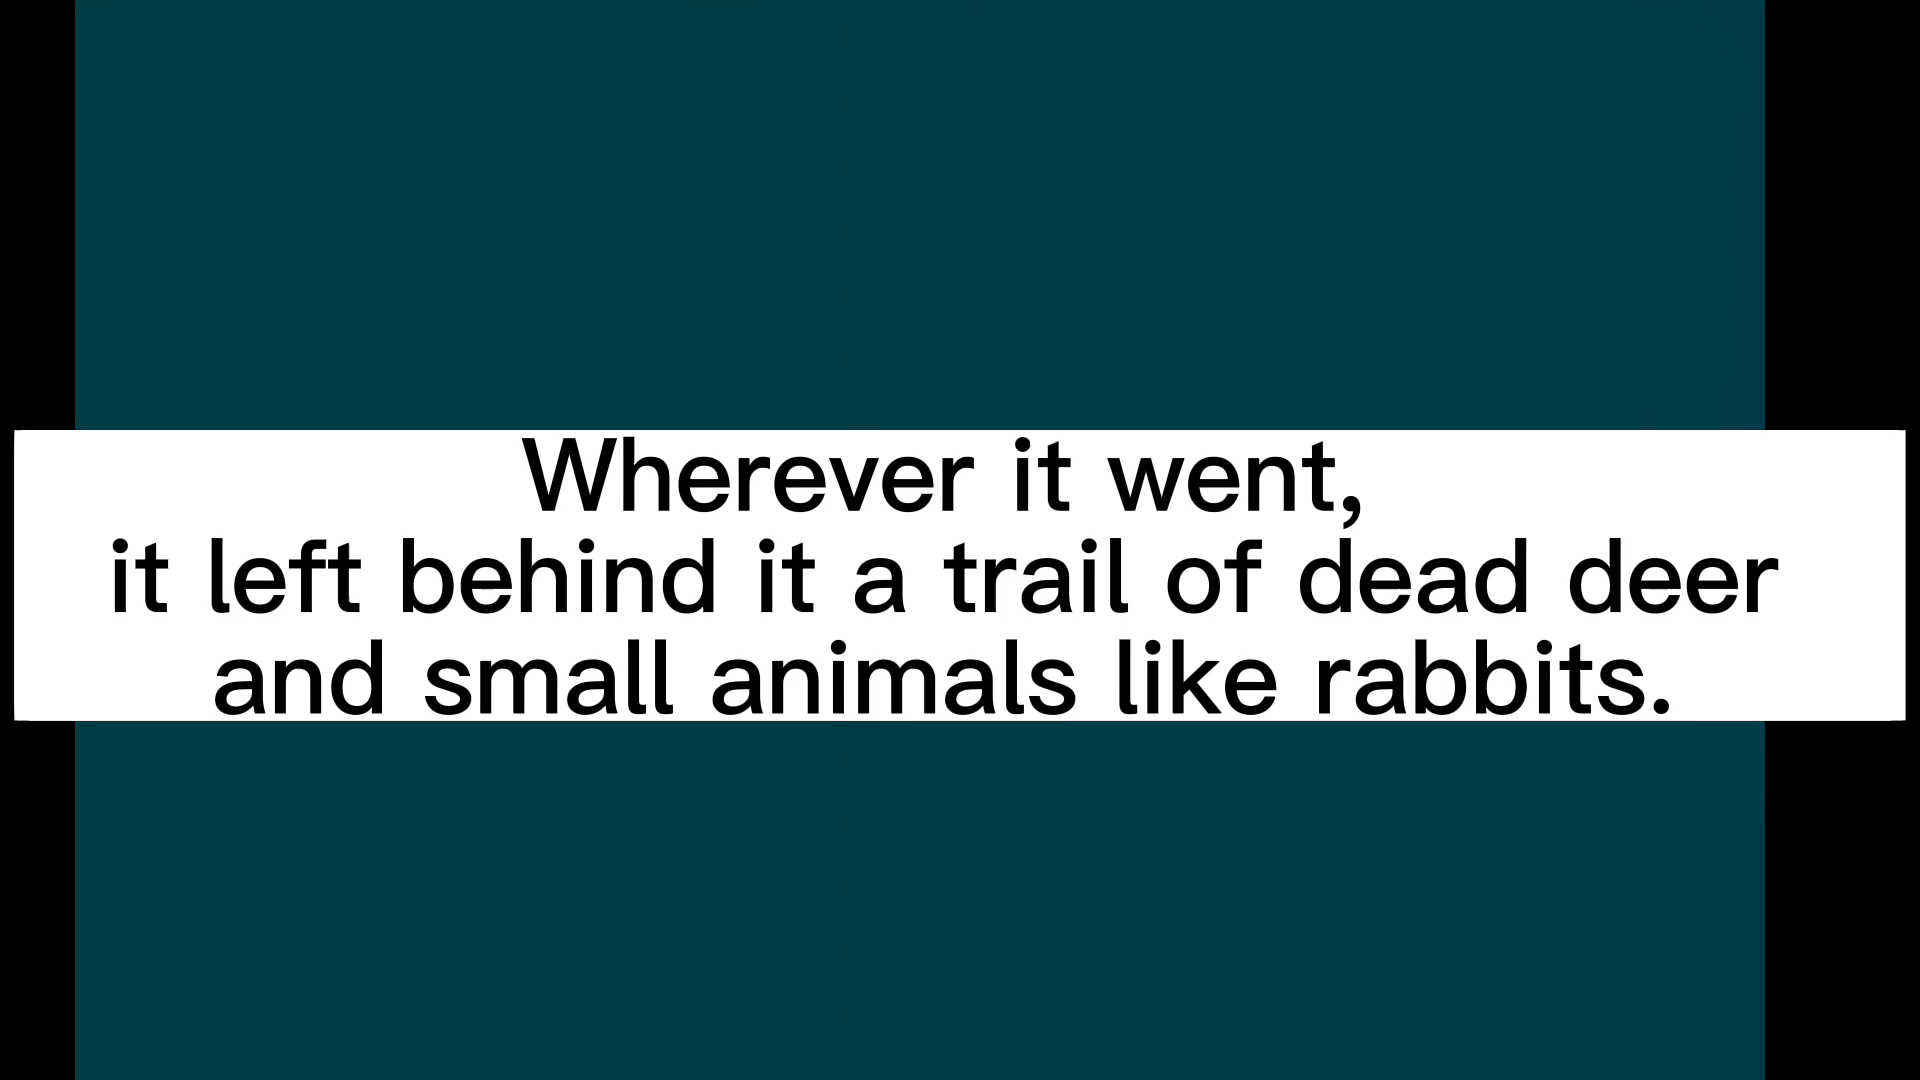 Wherever it went,
it left behind it a trail of dead deer
and small animals like rabbits.